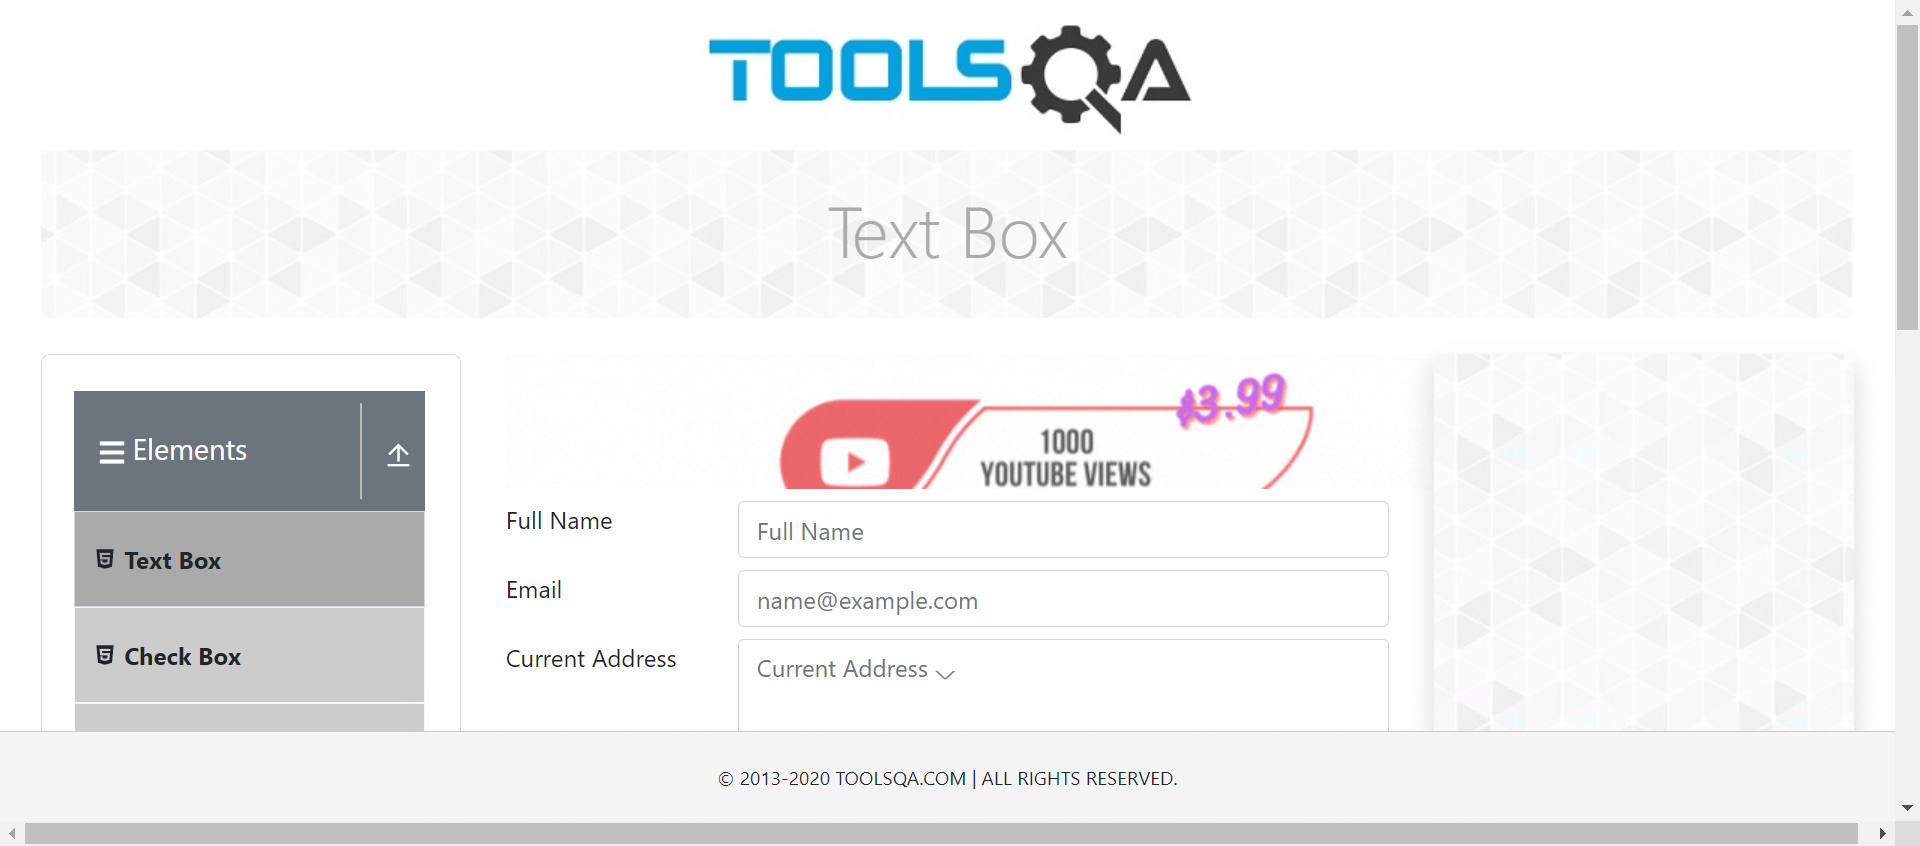 TOOLSQA
Text Box
Elements
Text Box
Check Box
$3.99
1000
YOUTUBE VIEWS
Full Name
Full Name
Email
name@example.com
Current Address
Current Address
© 2013-2020 TOOLSQA.COM | ALL RIGHTS RESERVED.